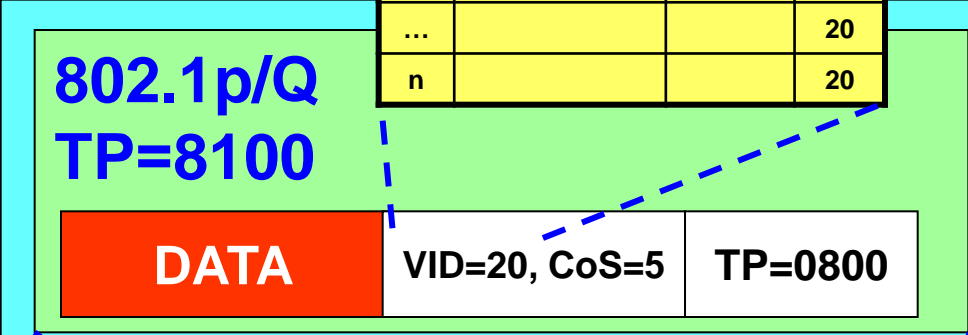 … 20
n 20
802.1p/Q
TP=8100
DATA VID=20, CoS=5 TP=0800